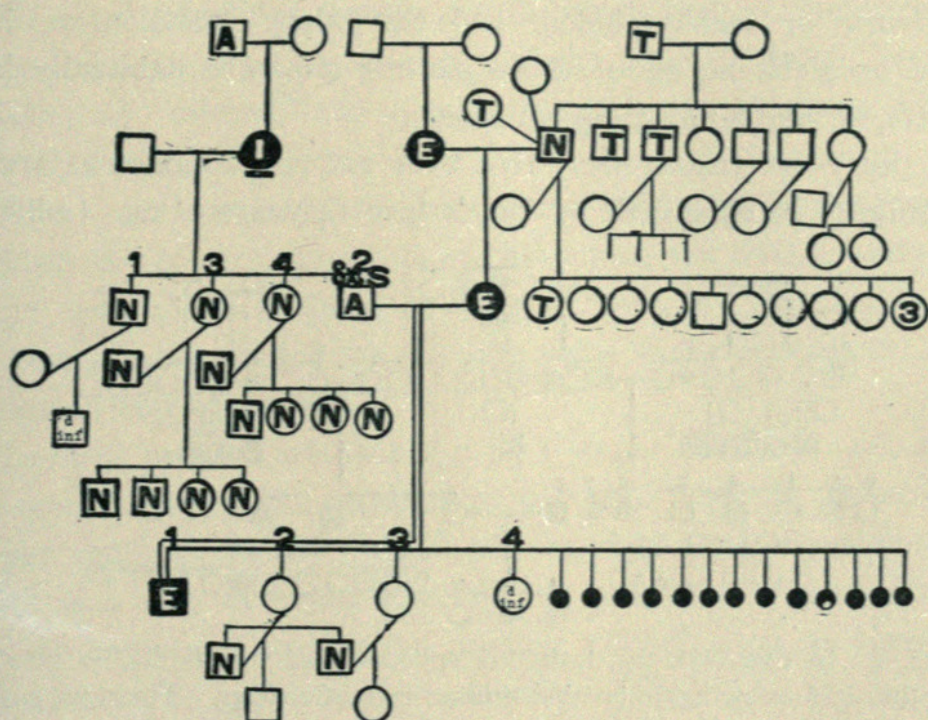 A T
T
I E N T T
1 3 4 2
&S
N N N A E T 3
N N
d
inf
N N N N
N N N N
1 2 3 4
E d
inf
N N